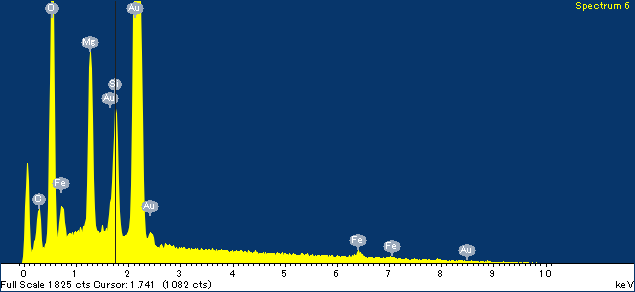 Spectrum 6
O
Au
Mg
Si
Au
Fe
O
Au
Fe
Fe
Au
0 1 2 3 4 5 6 7 8 9 10
Full Scale 1825 cts Cursor: 1.741 (1082 cts)
keV